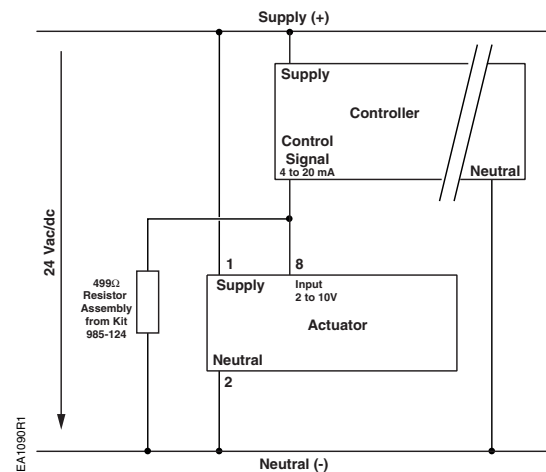 Supply (+)
Supply
Controller
Control
Signal
4 to 20 mA
Neutral
24 Vac/dc
499Ω
Resistor
Assembly
from Kit
985-124
1
8
Supply
Input
2 to 10V
Actuator
Neutral
2
EA1090R1
Neutral (-)